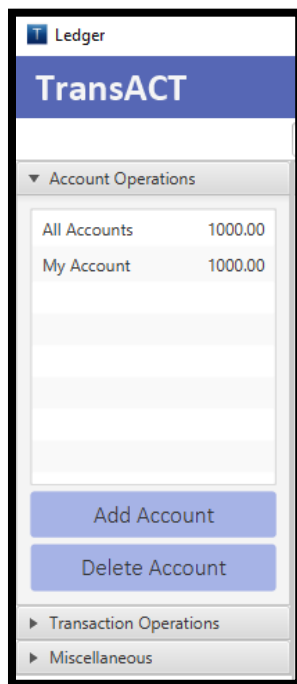 Ledger
TransACT
Account Operations
All Accounts 1000.00
My Account 1000.00
Add Account
Delete Account
Transaction Operations
Miscellaneous